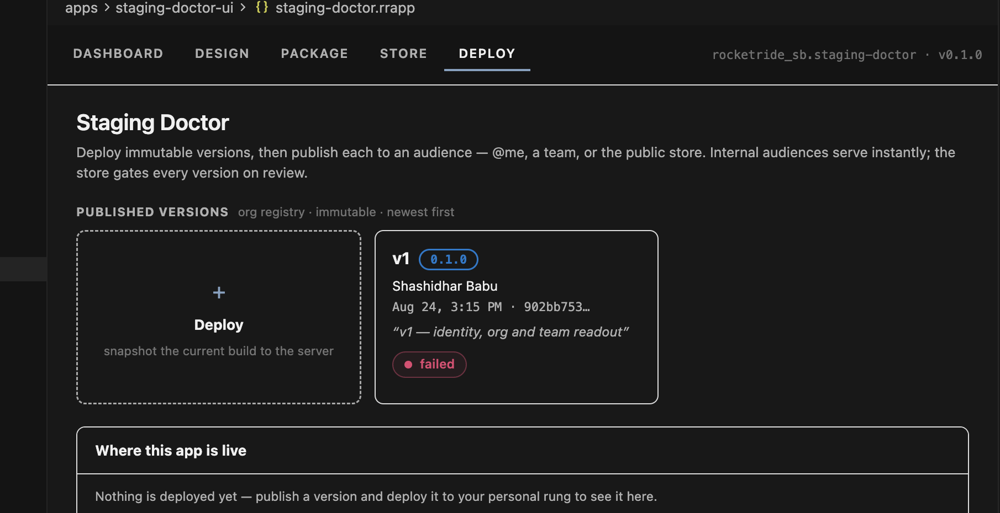 apps > staging-doctor-ui > {} staging-doctor.rrapp
DASHBOARD DESIGN PACKAGE STORE DEPLOY rocketride_sb.staging-doctor · v0.1.0
Staging Doctor
Deploy immutable versions, then publish each to an audience — @me, a team, or the public store. Internal audiences serve instantly; the
store gates every version on review.
PUBLISHED VERSIONS org registry · immutable · newest first
+
Deploy
snapshot the current build to the server
v1 0.1.0
Shashidhar Babu
Aug 24, 3:15 PM · 902bb753…
“v1 — identity, org and team readout”
failed
Where this app is live
Nothing is deployed yet — publish a version and deploy it to your personal rung to see it here.